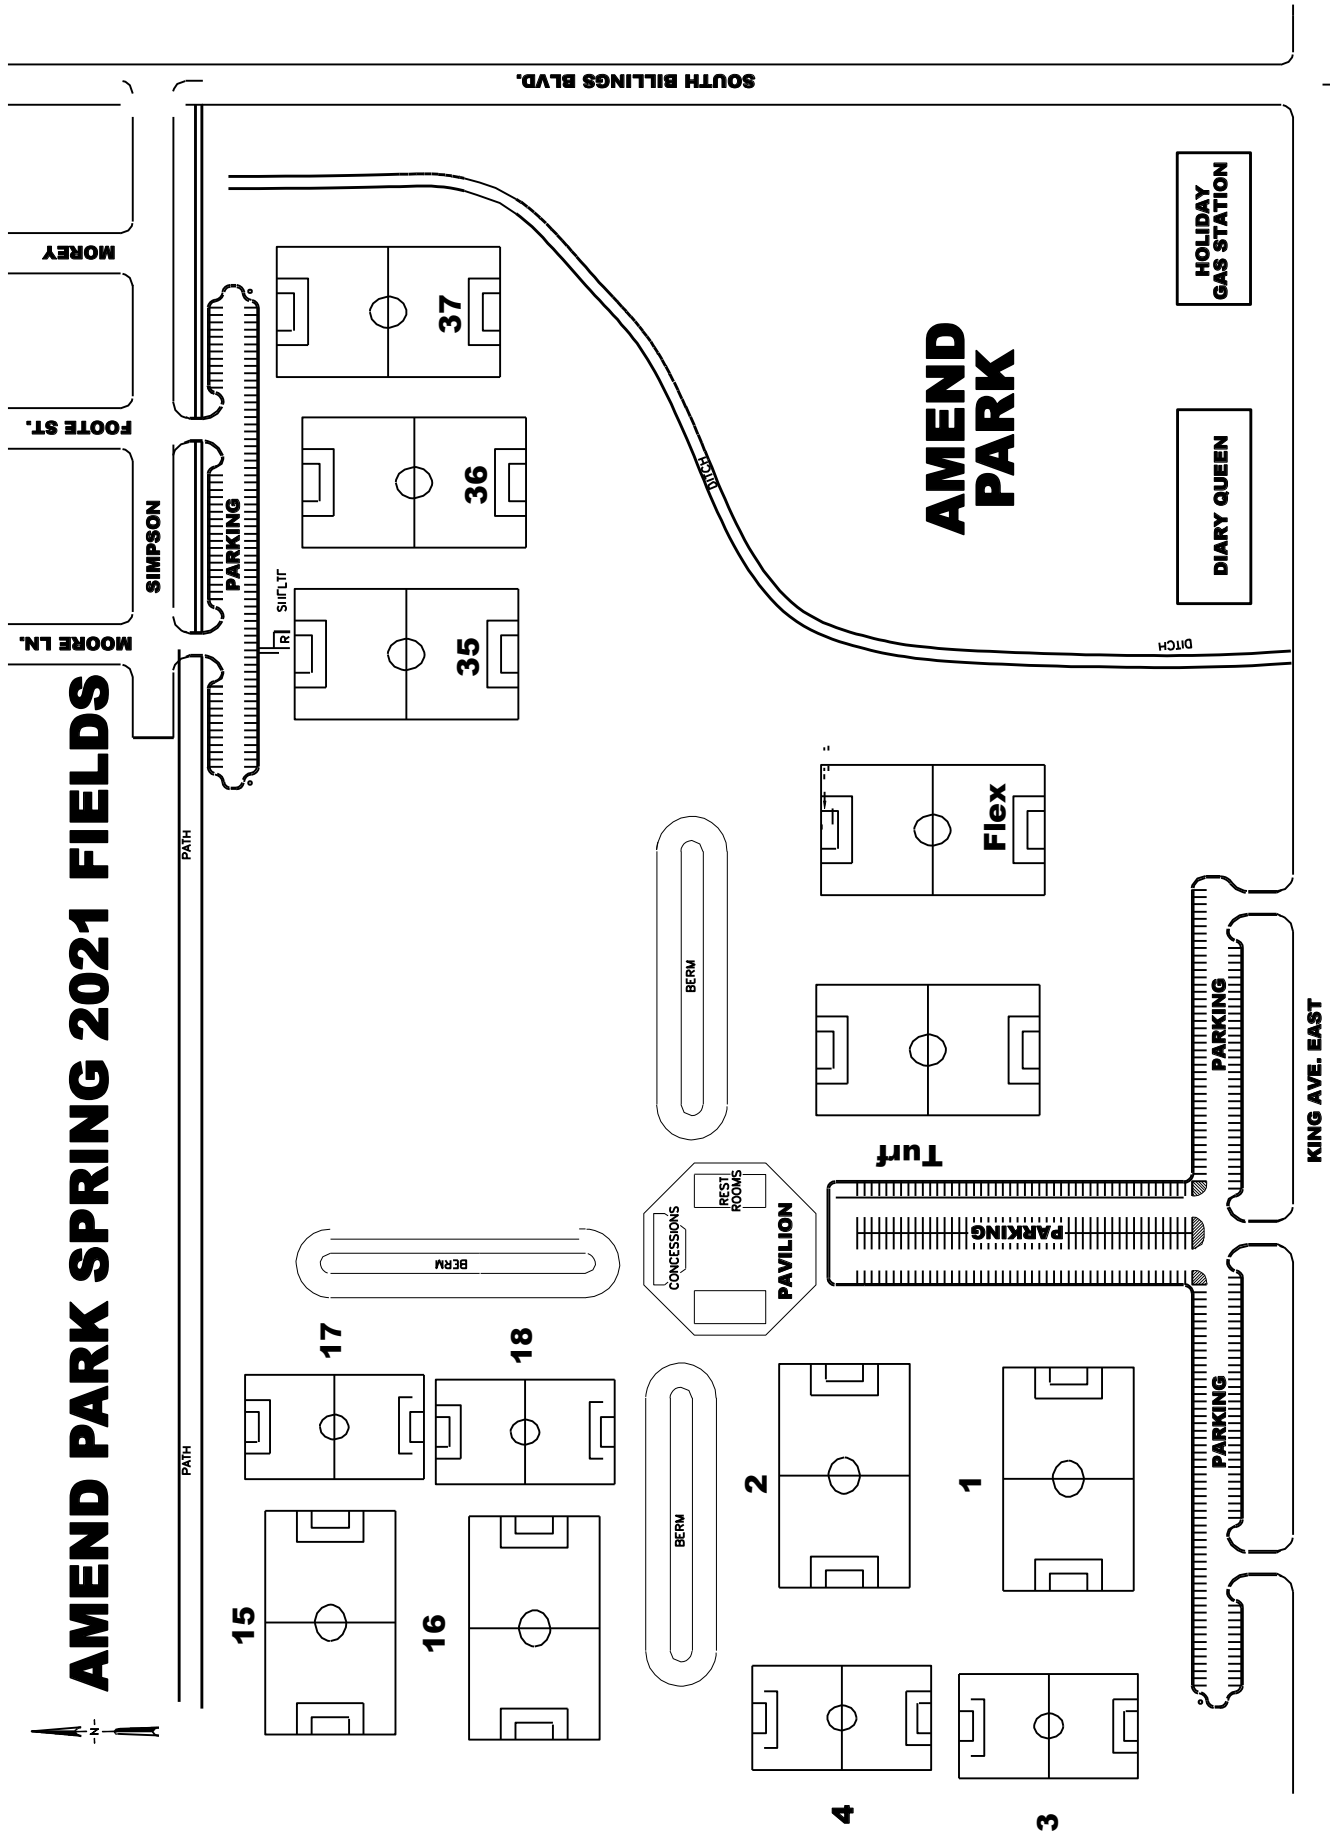 AMEND PARK SPRING 2021 FIELDS
N
MOORE LN.
FOOTE ST.
MOREY
SIMPSON
SOUTH BILLINGS BLVD.
PATH
PATH
PARKING
15
17
16
18
BERM
35
36
37
BERM
BERM
DITCH
CONCESSIONS
REST
ROOMS
PAVILION
2
1
4
3
Turf
Flex
AMEND
PARK
PARKING
DITCH
PARKING
PARKING
DIARY QUEEN
HOLIDAY
GAS STATION
KING AVE. EAST